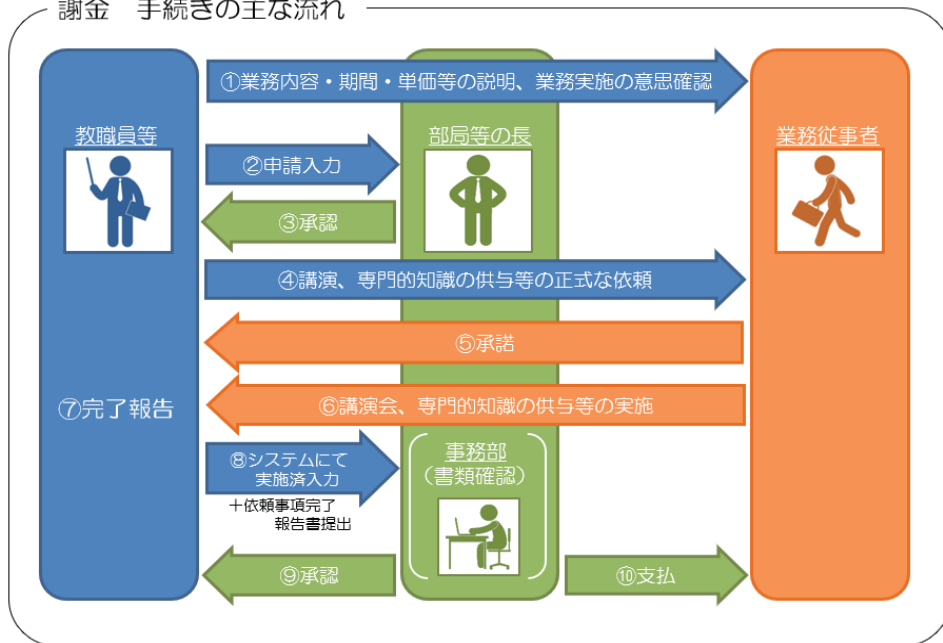 謝金　手続きの主な流れ
①業務内容・期間・単価等の説明、業務実施の意思確認
教職員等
部局等の長
業務従事者
②申請入力
③承認
④講演、専門的知識の供与等の正式な依頼
⑤承諾
⑦完了報告
⑥講演会、専門的知識の供与等の実施
⑧システムにて
実施済入力
＋依頼事項完了
報告書提出
事務部
（書類確認）
⑨承認
⑩支払